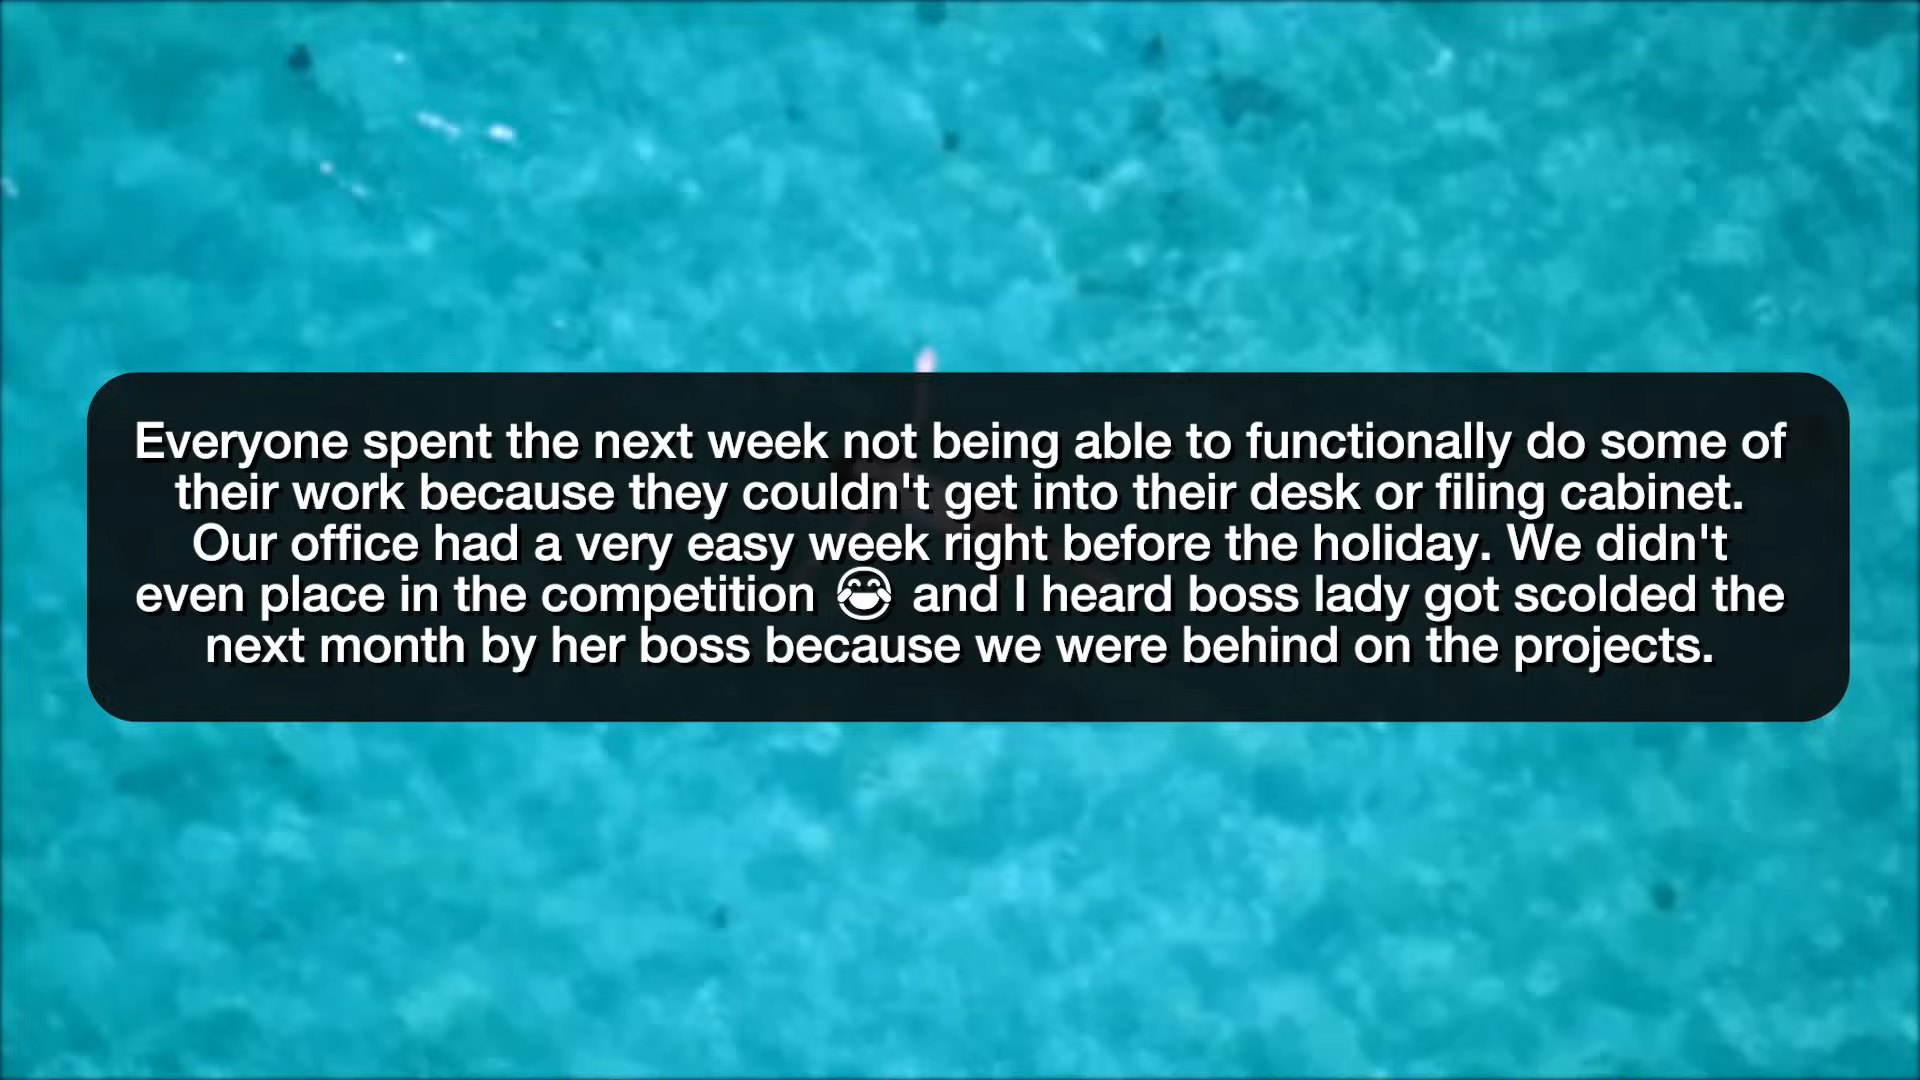 Everyone spent the next week not being able to functionally do some of
their work because they couldn't get into their desk or filing cabinet.
Our office had a very easy week right before the holiday. We didn't
even place in the competition 😂 and I heard boss lady got scolded the
next month by her boss because we were behind on the projects.